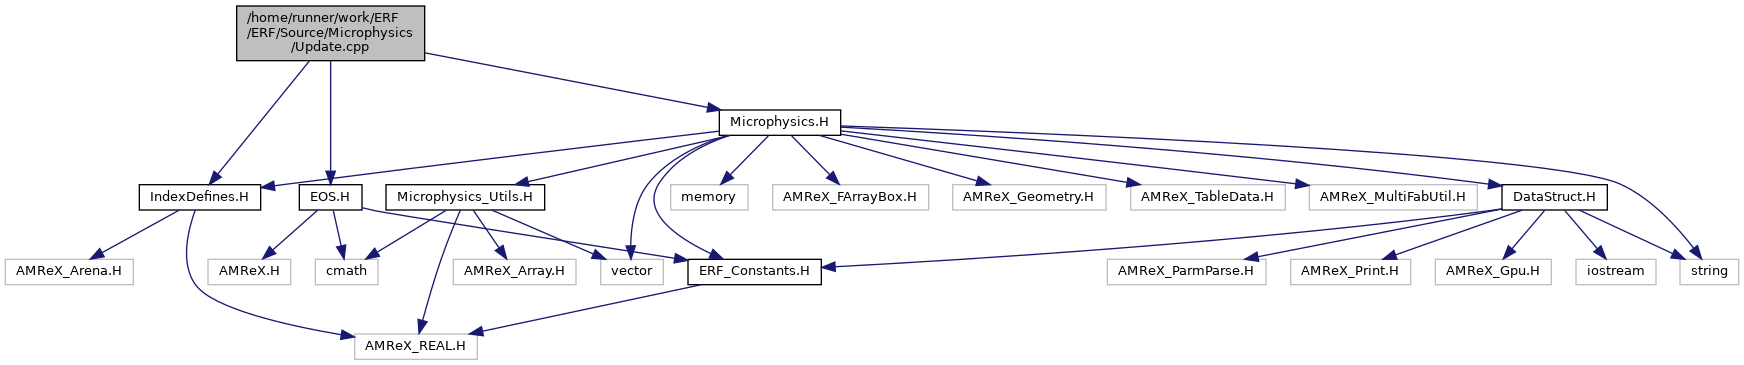 /home/runner/work/ERF
/ERF/Source/Microphysics
/Update.cpp
Microphysics.H
IndexDefines.H
EOS.H
Microphysics_Utils.H
memory
AMReX_FArrayBox.H
AMReX_Geometry.H
AMReX_TableData.H
AMReX_MultiFabUtil.H
DataStruct.H
AMReX_Arena.H
AMReX.H
cmath
AMReX_Array.H
vector
ERF_Constants.H
AMReX_ParmParse.H
AMReX_Print.H
AMReX_Gpu.H
iostream
string
AMReX_REAL.H